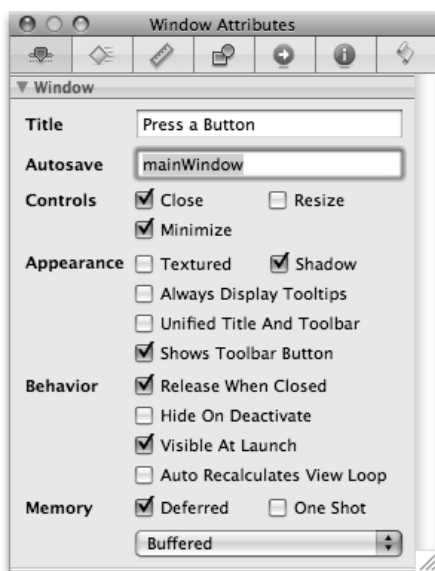 Window Attributes
Window
Title Press a Button
Autosave mainWindow
Controls Close Resize
Minimize
Appearance Textured Shadow
Always Display Tooltips
Unified Title And Toolbar
Shows Toolbar Button
Behavior Release When Closed
Hide On Deactivate
Visible At Launch
Auto Recalculates View Loop
Memory Deferred One Shot
Buffered